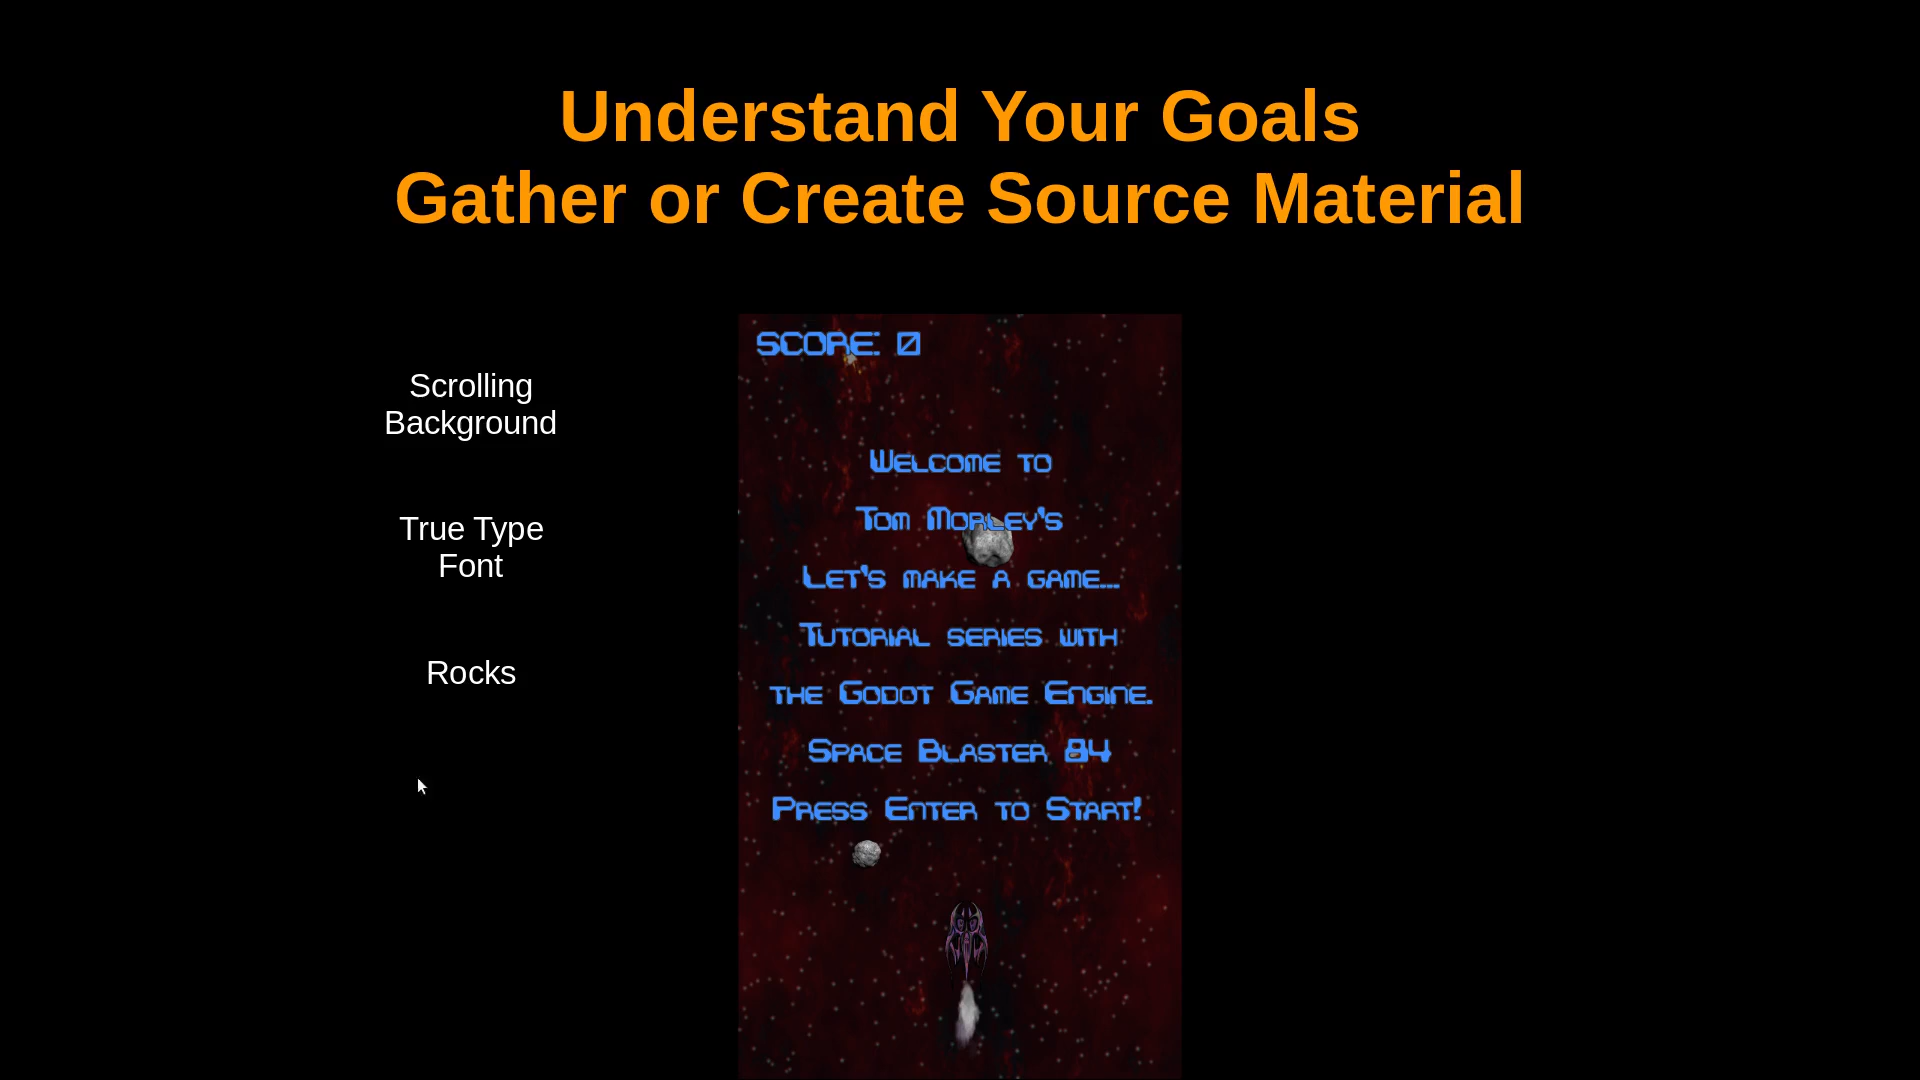 Understand Your Goals
Gather or Create Source Material
Scrolling
Background
True Type
Font
Rocks
SCORE: 0
Welcome to
Tom Morley's
Let's make a game...
Tutorial series with
the Godot Game Engine.
Space Blaster 84
Press Enter to Start!